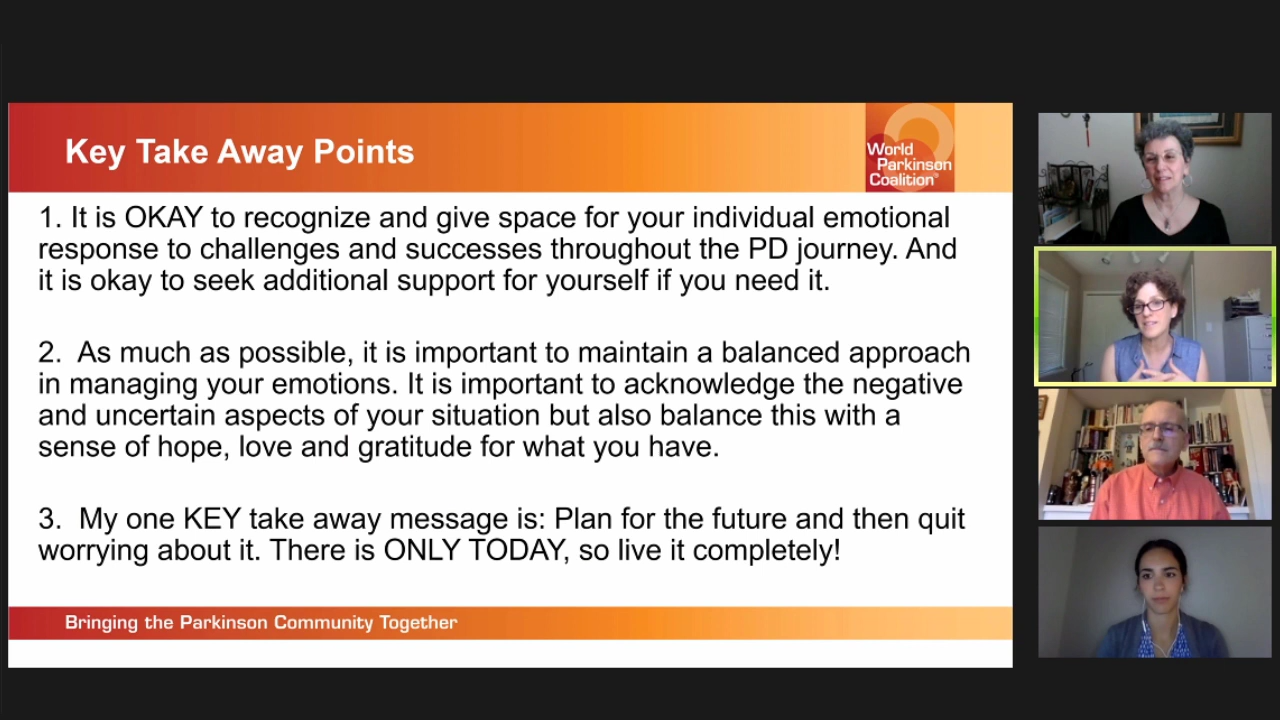 Key Take Away Points
World
Parkinson
Coalition®
1. It is OKAY to recognize and give space for your individual emotional
response to challenges and successes throughout the PD journey. And
it is okay to seek additional support for yourself if you need it.
2.  As much as possible, it is important to maintain a balanced approach
in managing your emotions. It is important to acknowledge the negative
and uncertain aspects of your situation but also balance this with a
sense of hope, love and gratitude for what you have.
3.  My one KEY take away message is: Plan for the future and then quit
worrying about it. There is ONLY TODAY, so live it completely!
Bringing the Parkinson Community Together